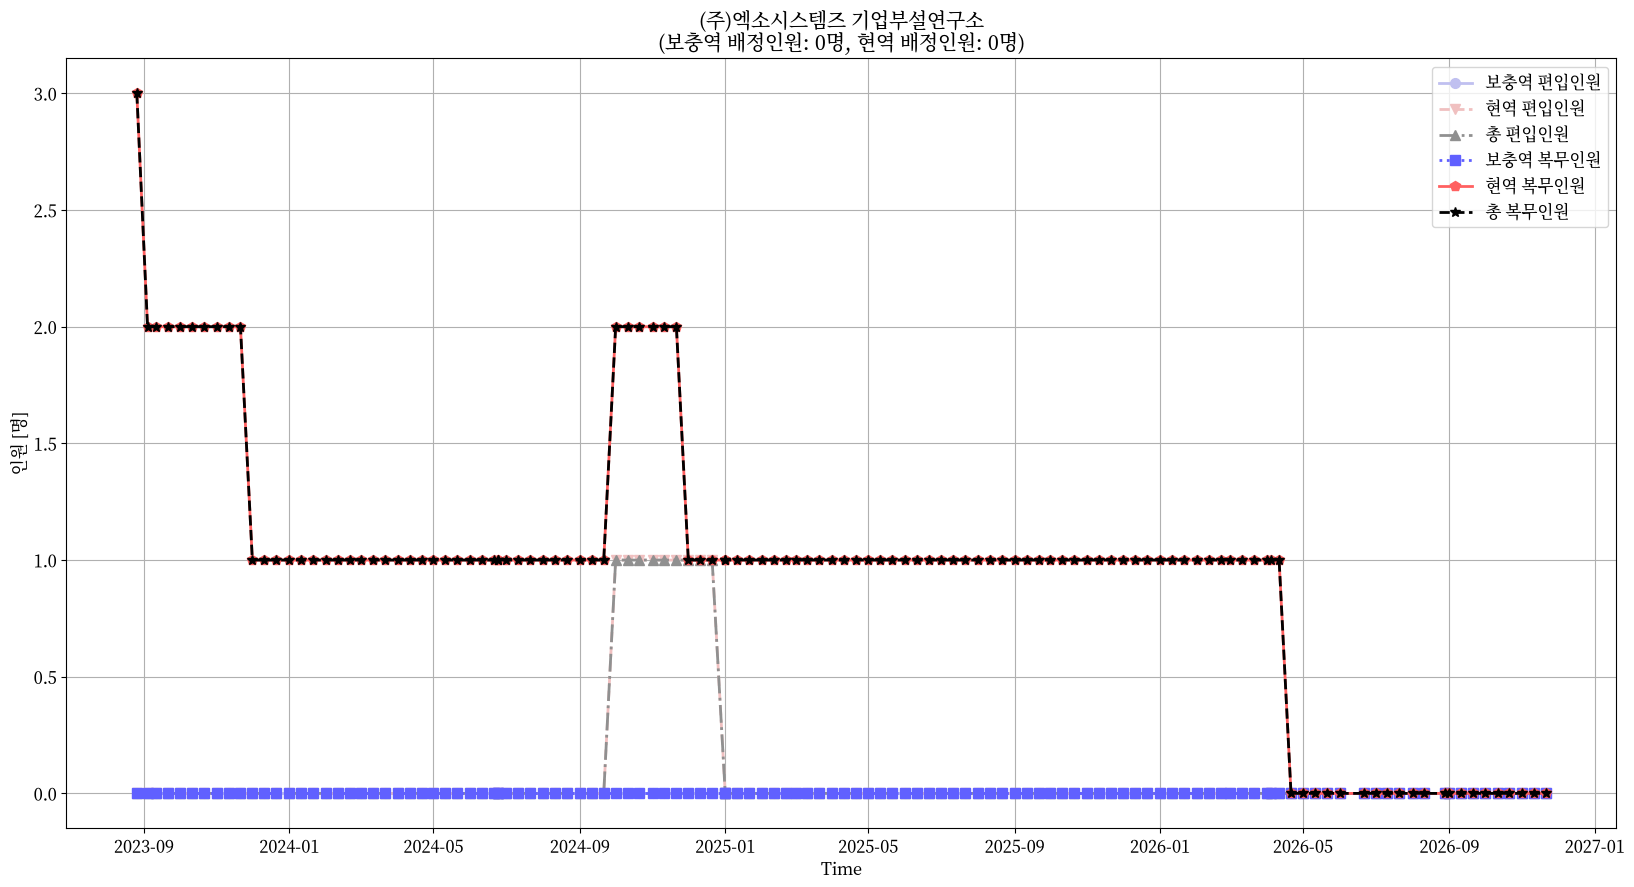 (주)엑소시스템즈 기업부설연구소
(보충역 배정인원: 0명, 현역 배정인원: 0명)
보충역 편입인원
현역 편입인원
총 편입인원
보충역 복무인원
현역 복무인원
총 복무인원
인원 [명]
3.0
2.5
2.0
1.5
1.0
0.5
0.0
2023-09
2024-01
2024-05
2024-09
2025-01
2025-05
2025-09
2026-01
2026-05
2026-09
2027-01
Time